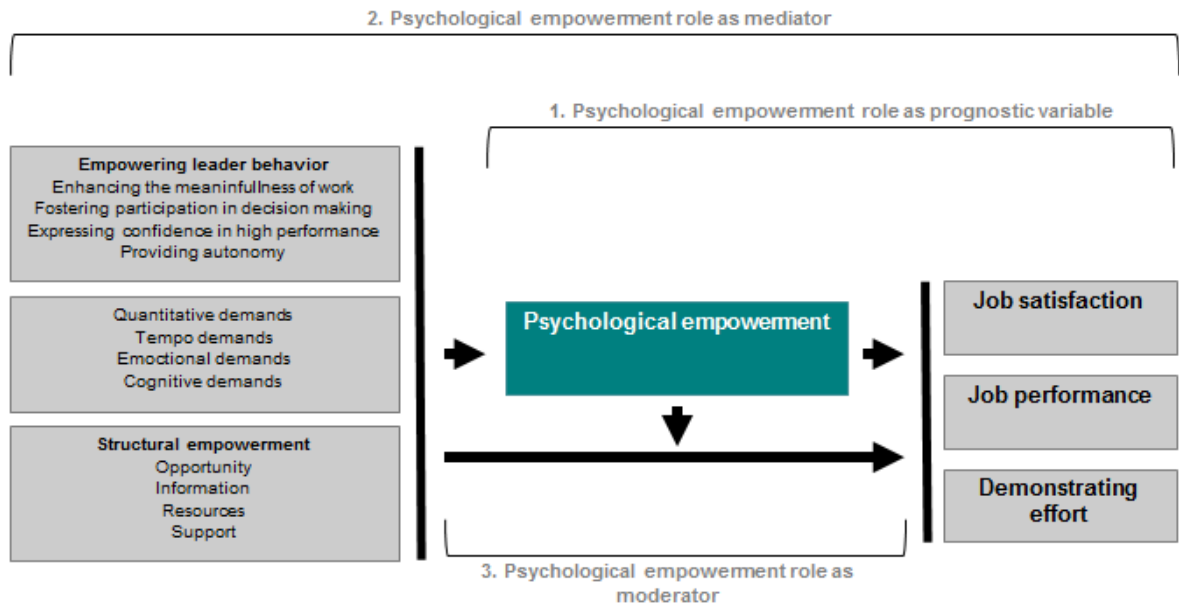 2. Psychological empowerment role as mediator
1. Psychological empowerment role as prognostic variable
Empowering leader behavior
Enhancing the meaninfullness of work
Fostering participation in decision making
Expressing confidence in high performance
Providing autonomy
Quantitative demands
Tempo demands
Emoctional demands
Cognitive demands
Structural empowerment
Opportunity
Information
Resources
Support
Psychological empowerment
Job satisfaction
Job performance
Demonstrating
effort
3. Psychological empowerment role as
moderator